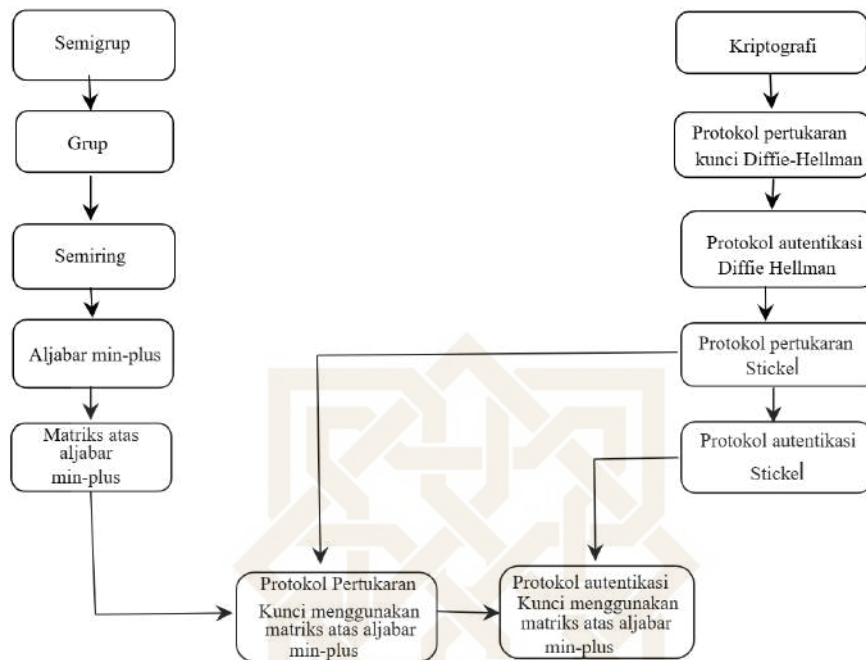 Semigrup
Grup
Semiring
Aljabar min-plus
Matriks atas
aljabar
min-plus
Kriptografi
Protokol pertukaran
kunci Diffie-Hellman
Protokol autentikasi
Diffie Hellman
Protokol pertukaran
Stickel
Protokol autentikasi
Stickel
Protokol Pertukaran
Kunci menggunakan
matriks atas aljabar
min-plus
Protokol autentikasi
Kunci menggunakan
matriks atas aljabar
min-plus